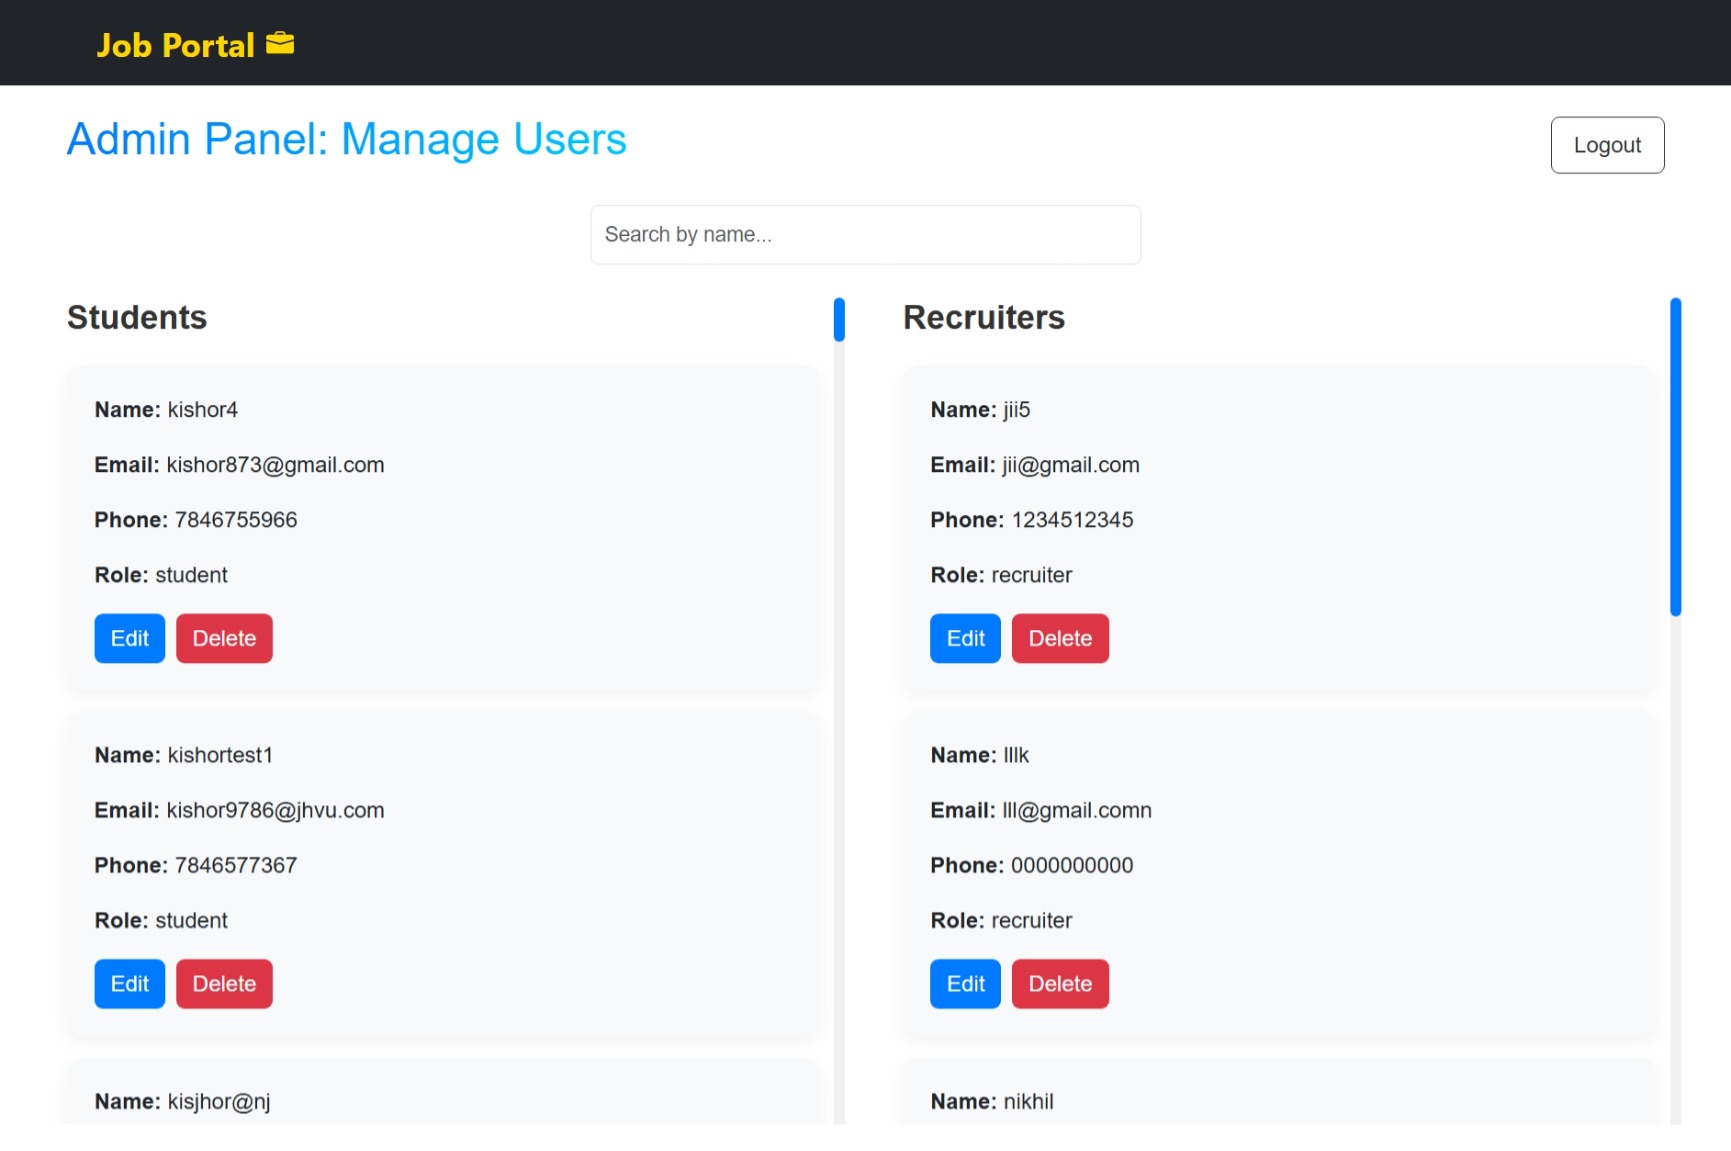 Job Portal
Admin Panel: Manage Users
Logout
Search by name...
Students
Name: kishor4
Email: kishor873@gmail.com
Phone: 7846755966
Role: student
Edit Delete
Name: kishortest1
Email: kishor9786@jhvu.com
Phone: 7846577367
Role: student
Edit Delete
Name: kisjhor@nj
Recruiters
Name: jii5
Email: jii@gmail.com
Phone: 1234512345
Role: recruiter
Edit Delete
Name: lllk
Email: lll@gmail.comn
Phone: 0000000000
Role: recruiter
Edit Delete
Name: nikhil